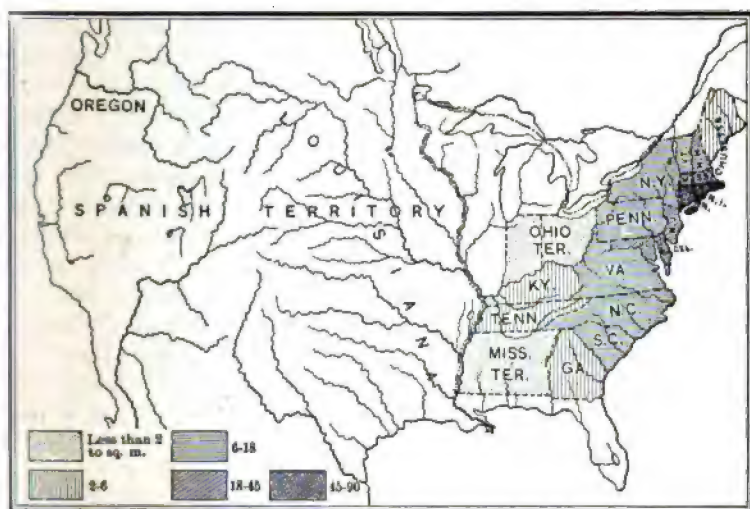 OREGON
SPANISH TERRITORY
LOUISIANA
N.Y.
PENN.
OHIO
TER.
VA.
KY.
TENN.
N.C.
S.C.
MISS.
TER.
GA.
Less than 2
to sq. m.
6-18
2-6
18-45
45-90